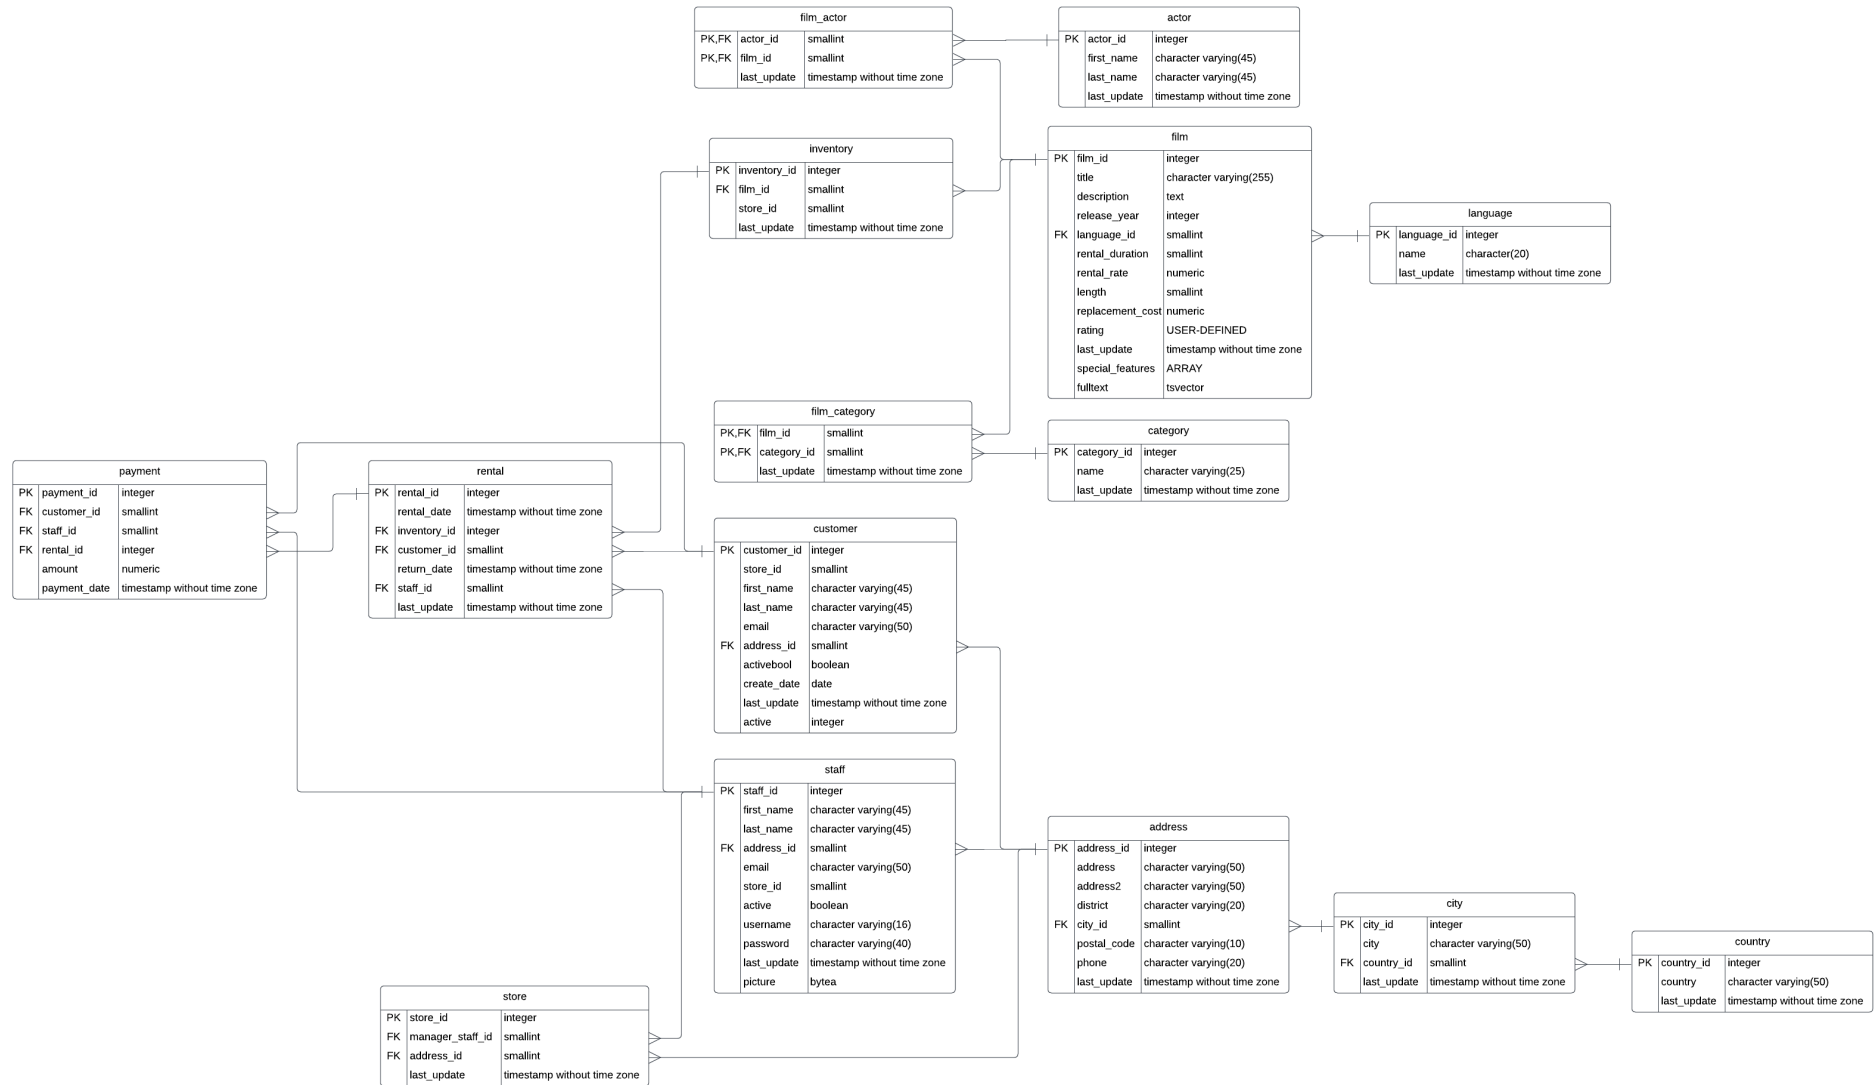 film_actor
PK,FK actor_id smallint
PK,FK film_id smallint
last_update timestamp without time zone
actor
PK actor_id integer
first_name character varying(45)
last_name character varying(45)
last_update timestamp without time zone
inventory
PK inventory_id integer
FK film_id smallint
store_id smallint
last_update timestamp without time zone
film
PK film_id integer
title character varying(255)
description text
release_year integer
FK language_id smallint
rental_duration smallint
rental_rate numeric
length smallint
replacement_cost numeric
rating USER-DEFINED
last_update timestamp without time zone
special_features ARRAY
fulltext tsvector
language
PK language_id integer
name character(20)
last_update timestamp without time zone
film_category
PK,FK film_id smallint
PK,FK category_id smallint
last_update timestamp without time zone
category
PK category_id integer
name character varying(25)
last_update timestamp without time zone
payment
PK payment_id integer
FK customer_id smallint
FK staff_id smallint
FK rental_id integer
amount numeric
payment_date timestamp without time zone
rental
PK rental_id integer
rental_date timestamp without time zone
FK inventory_id integer
FK customer_id smallint
return_date timestamp without time zone
FK staff_id smallint
last_update timestamp without time zone
customer
PK customer_id integer
store_id smallint
first_name character varying(45)
last_name character varying(45)
email character varying(50)
FK address_id smallint
activebool boolean
create_date date
last_update timestamp without time zone
active integer
staff
PK staff_id integer
first_name character varying(45)
last_name character varying(45)
FK address_id smallint
email character varying(50)
store_id smallint
active boolean
username character varying(16)
password character varying(40)
last_update timestamp without time zone
picture bytea
address
PK address_id integer
address character varying(50)
address2 character varying(50)
district character varying(20)
FK city_id smallint
postal_code character varying(10)
phone character varying(20)
last_update timestamp without time zone
city
PK city_id integer
city character varying(50)
FK country_id smallint
last_update timestamp without time zone
country
PK country_id integer
country character varying(50)
last_update timestamp without time zone
store
PK store_id integer
FK manager_staff_id smallint
FK address_id smallint
last_update timestamp without time zone